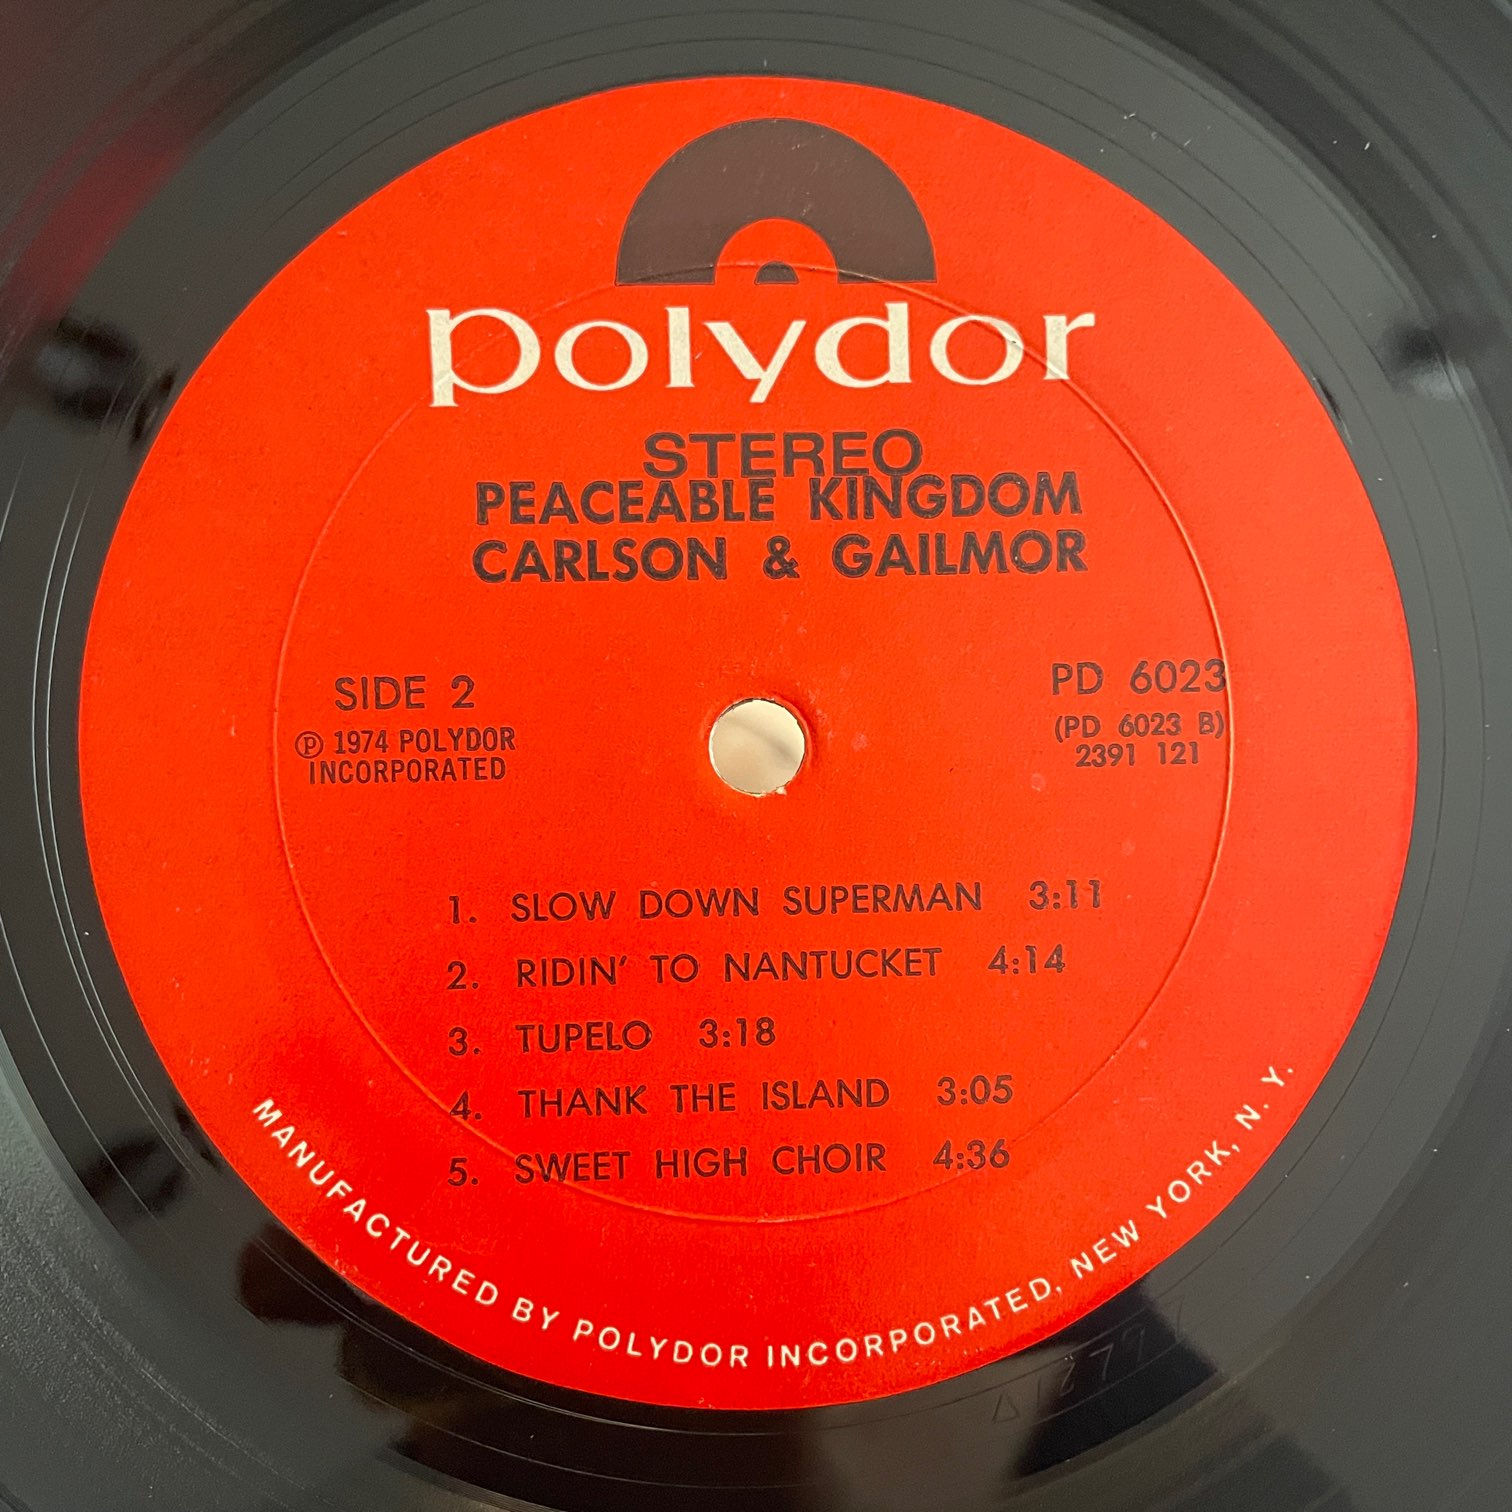 polydor
STEREO
PEACEABLE KINGDOM
CARLSON & GAILMOR
SIDE 2
℗ 1974 POLYDOR
INCORPORATED
PD 6023
(PD 6023 B)
2391 121
1. SLOW DOWN SUPERMAN 3:11
2. RIDIN' TO NANTUCKET 4:14
3. TUPELO 3:18
4. THANK THE ISLAND 3:05
5. SWEET HIGH CHOIR 4:36
MANUFACTURED BY POLYDOR INCORPORATED, NEW YORK, N. Y.